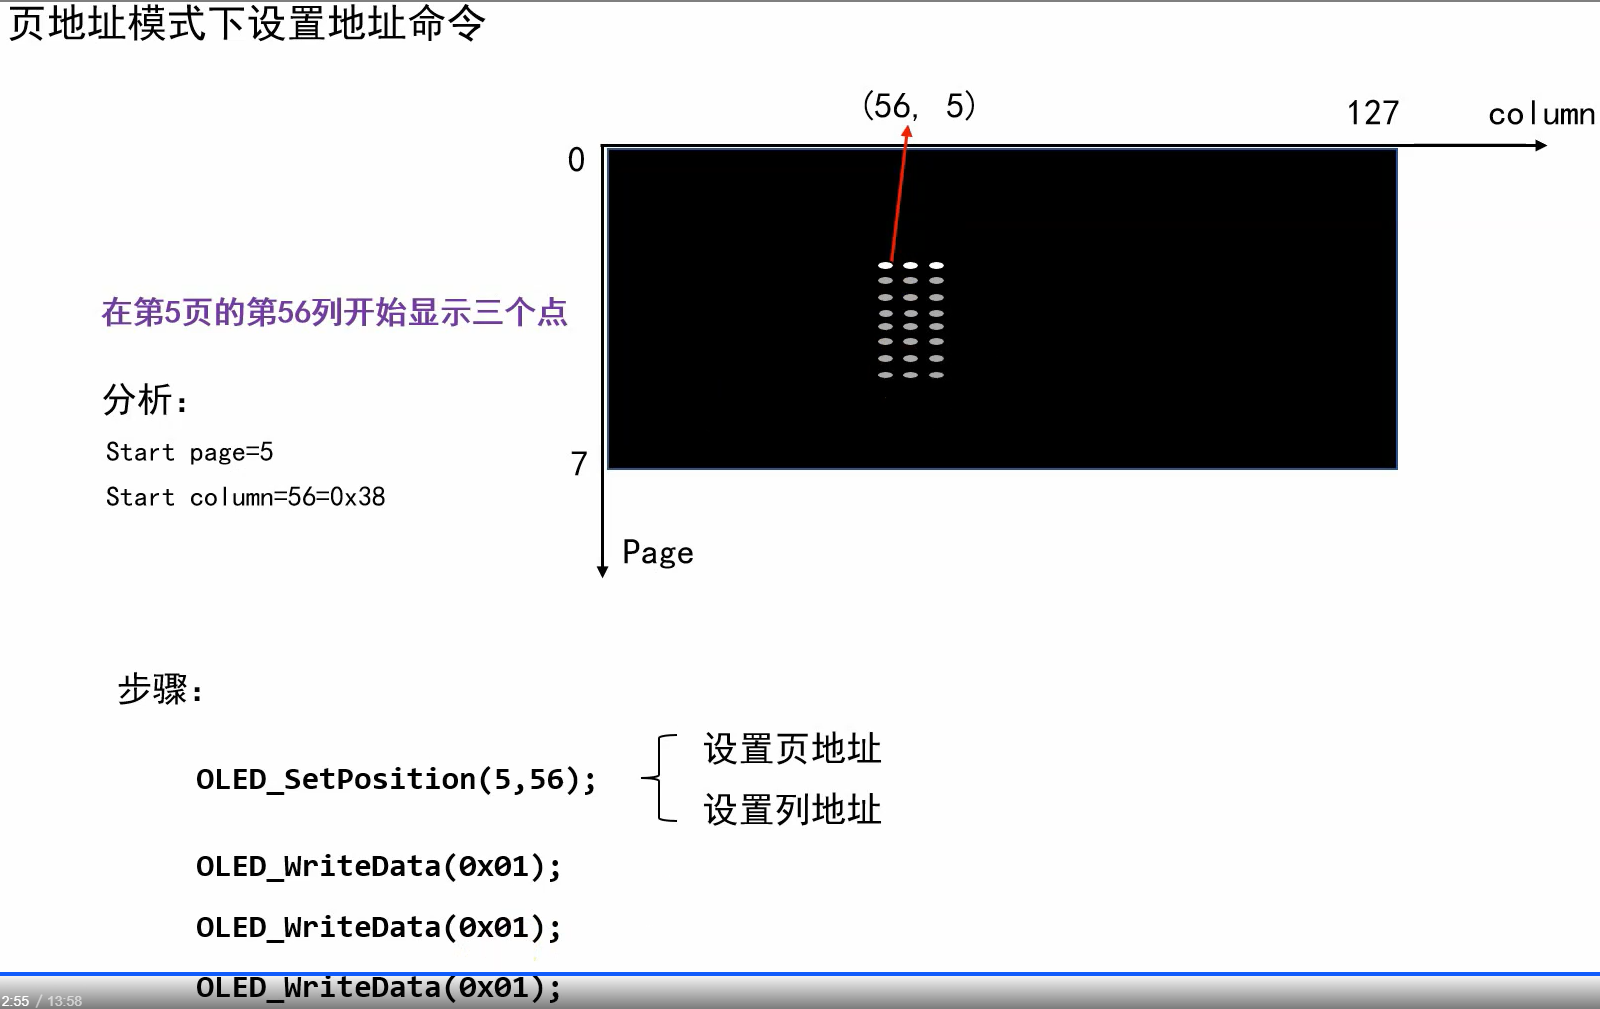 页地址模式下设置地址命令
(56, 5)
127
column
0
在第5页的第56列开始显示三个点
分析:
Start page=5
7
Start column=56=0x38
Page
步骤:
设置页地址
OLED_SetPosition(5,56);
设置列地址
OLED_WriteData(0x01);
OLED_WriteData(0x01);
OLED_WriteData(0x01);
2:55 / 13:58